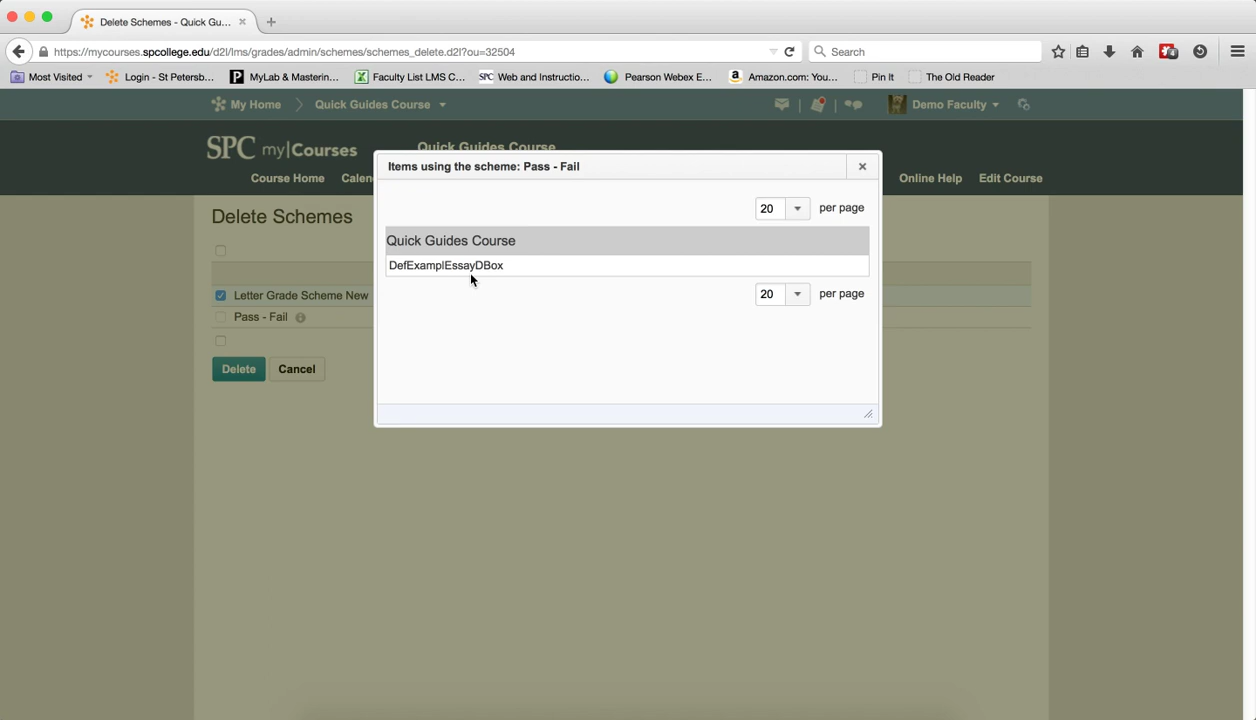 Delete Schemes - Quick Gu...
https://mycourses.spcollege.edu/d2l/lms/grades/admin/schemes/schemes_delete.d2l?ou=32504
Search
Most Visited
Login - St Petersb...
MyLab & Masterin...
Faculty List LMS C...
SPC Web and Instructio...
Pearson Webex E...
Amazon.com: You...
Pin It
The Old Reader
My Home
Quick Guides Course
Demo Faculty
SPC my|Courses
Quick Guides Course
Course Home
Calen
Online Help
Edit Course
Items using the scheme: Pass - Fail
20 per page
Quick Guides Course
DefExamplEssayDBox
20 per page
Delete Schemes
Letter Grade Scheme New
Pass - Fail
Delete
Cancel